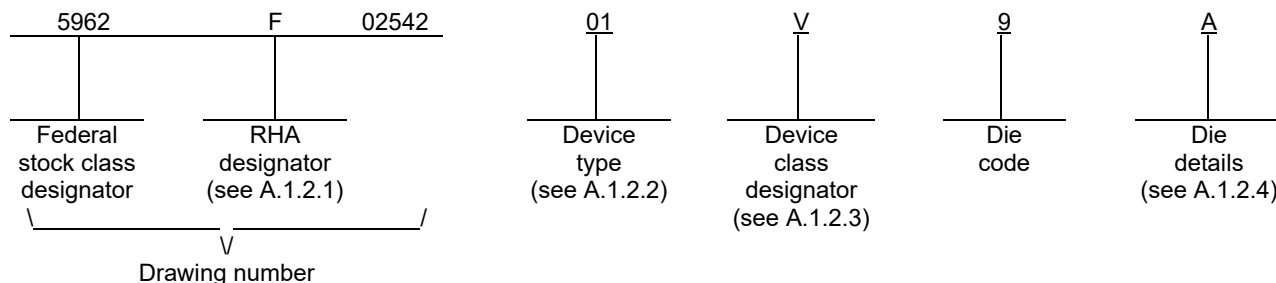 5962 F 02542 01 V 9 A
Federal RHA Device Device Die Die
stock class designator type class code details
designator (see A.1.2.1) (see A.1.2.2) designator (see A.1.2.4)
(see A.1.2.3)
\ /
\/
Drawing number